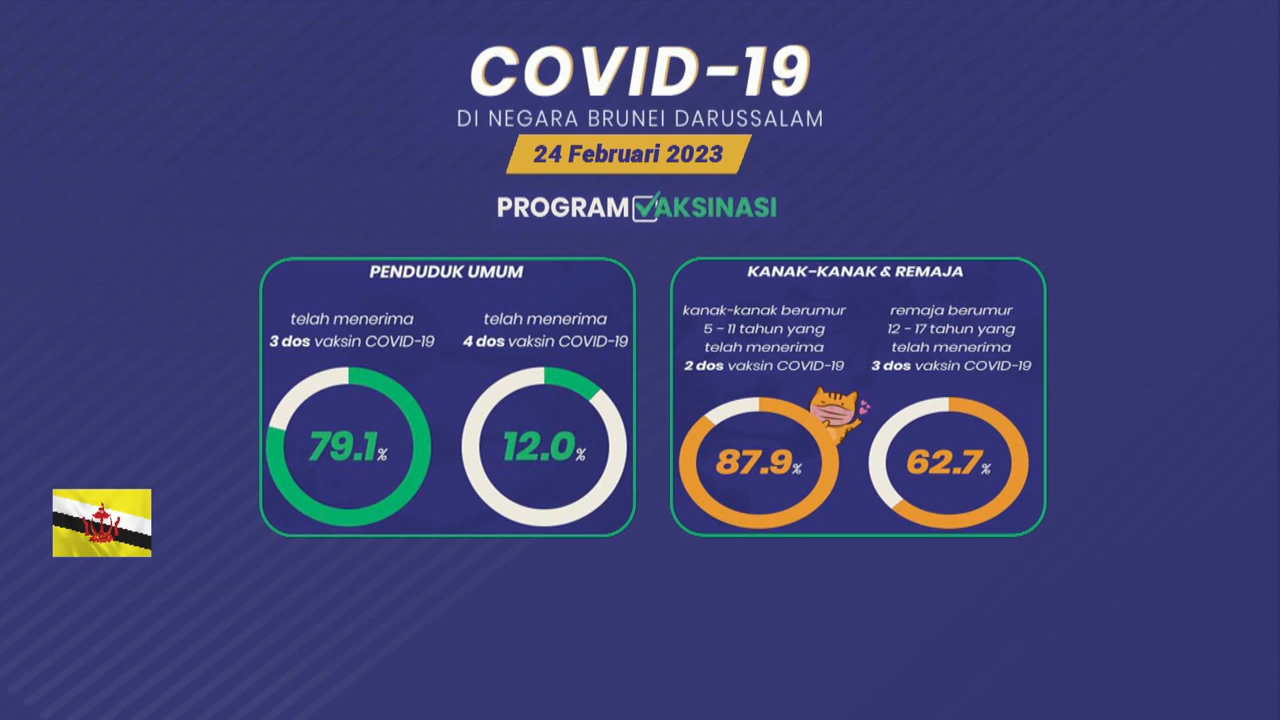 COVID-19
DI NEGARA BRUNEI DARUSSALAM
24 Februari 2023
PROGRAM VAKSINASI
PENDUDUK UMUM
telah menerima
3 dos vaksin COVID-19
79.1%
telah menerima
4 dos vaksin COVID-19
12.0%
KANAK-KANAK & REMAJA
kanak-kanak berumur
5 - 11 tahun yang
telah menerima
2 dos vaksin COVID-19
87.9%
remaja berumur
12 - 17 tahun yang
telah menerima
3 dos vaksin COVID-19
62.7%